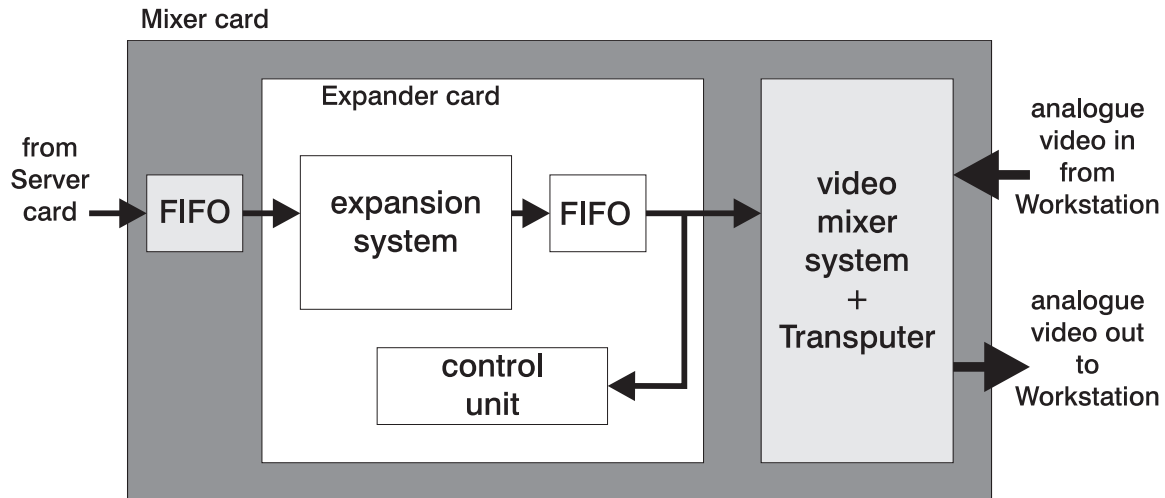 Mixer card
Expander card
from
Server
card
FIFO
expansion
system
FIFO
control
unit
video
mixer
system
+
Transputer
analogue
video in
from
Workstation
analogue
video out
to
Workstation